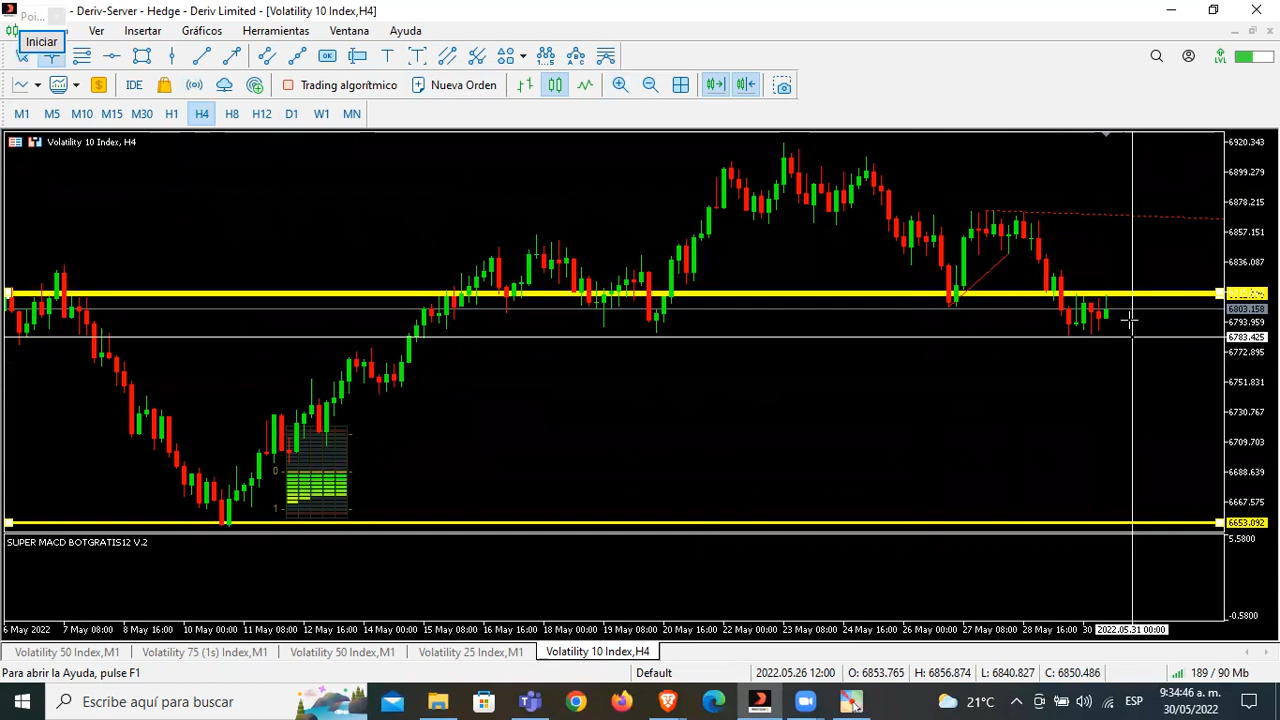 Poi...
- Deriv-Server - Hedge - Deriv Limited - [Volatility 10 Index,H4]
Iniciar
Ver Insertar Gráficos Herramientas Ventana Ayuda
IDE Trading algorítmico Nueva Orden
M1 M5 M10 M15 M30 H1 H4 H8 H12 D1 W1 MN
Volatility 10 Index, H4
6920.343
6899.279
6878.215
6857.151
6836.087
6803.159
6793.959
6783.425
6772.895
6751.831
6730.767
6709.703
6688.639
6667.575
6653.092
0
1
SUPER MACD BOTGRATIS12 V.2
5.5800
-0.5800
6 May 2022 7 May 08:00 8 May 16:00 10 May 00:00 11 May 08:00 12 May 16:00 14 May 00:00 15 May 08:00 16 May 16:00 18 May 00:00 19 May 08:00 20 May 16:00 22 May 00:00 23 May 08:00 24 May 16:00 26 May 00:00 27 May 08:00 28 May 16:00 30 2022.05.31 00:00
Volatility 50 Index,M1 Volatility 75 (1s) Index,M1 Volatility 50 Index,M1 Volatility 25 Index,M1 Volatility 10 Index,H4
Para abrir la Ayuda, pulse F1 Default 2022.05.26 12:00 O: 6853.765 H: 6856.874 L: 6840.827 C: 6850.486 189 / 90 Mb
Escribe aquí para buscar 21°C ESP 9:34:46 a. m.
30/05/2022